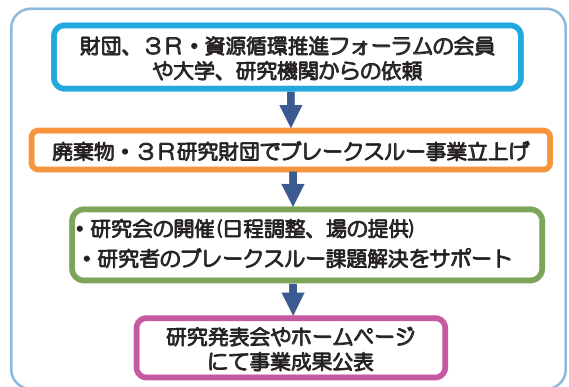 財団、３Ｒ・資源循環推進フォーラムの会員
や大学、研究機関からの依頼
廃棄物・３Ｒ研究財団でブレークスルー事業立上げ
・研究会の開催(日程調整、場の提供)
・研究者のブレークスルー課題解決をサポート
研究発表会やホームページ
にて事業成果公表